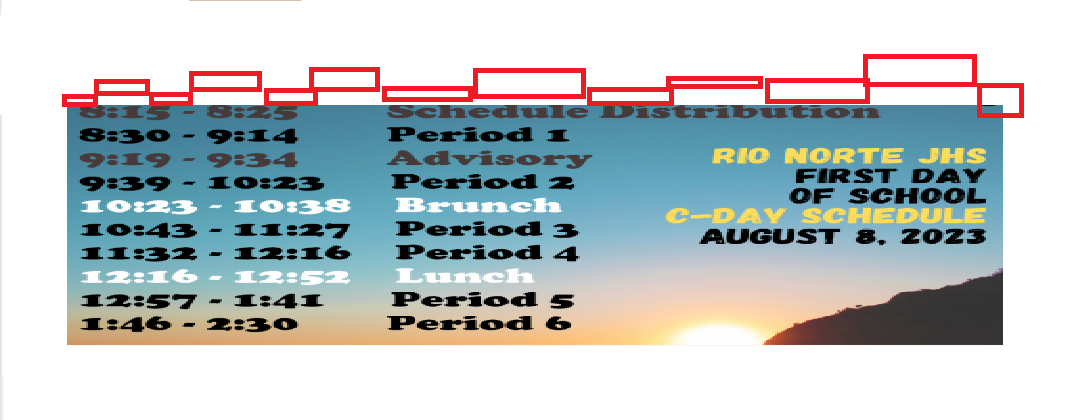 8:15 - 8:25 Schedule Distribution
8:30 - 9:14 Period 1
9:19 - 9:34 Advisory
9:39 - 10:23 Period 2
10:23 - 10:38 Brunch
10:43 - 11:27 Period 3
11:32 - 12:16 Period 4
12:16 - 12:52 Lunch
12:57 - 1:41 Period 5
1:46 - 2:30 Period 6
RIO NORTE JHS
FIRST DAY
OF SCHOOL
C-DAY SCHEDULE
AUGUST 8, 2023